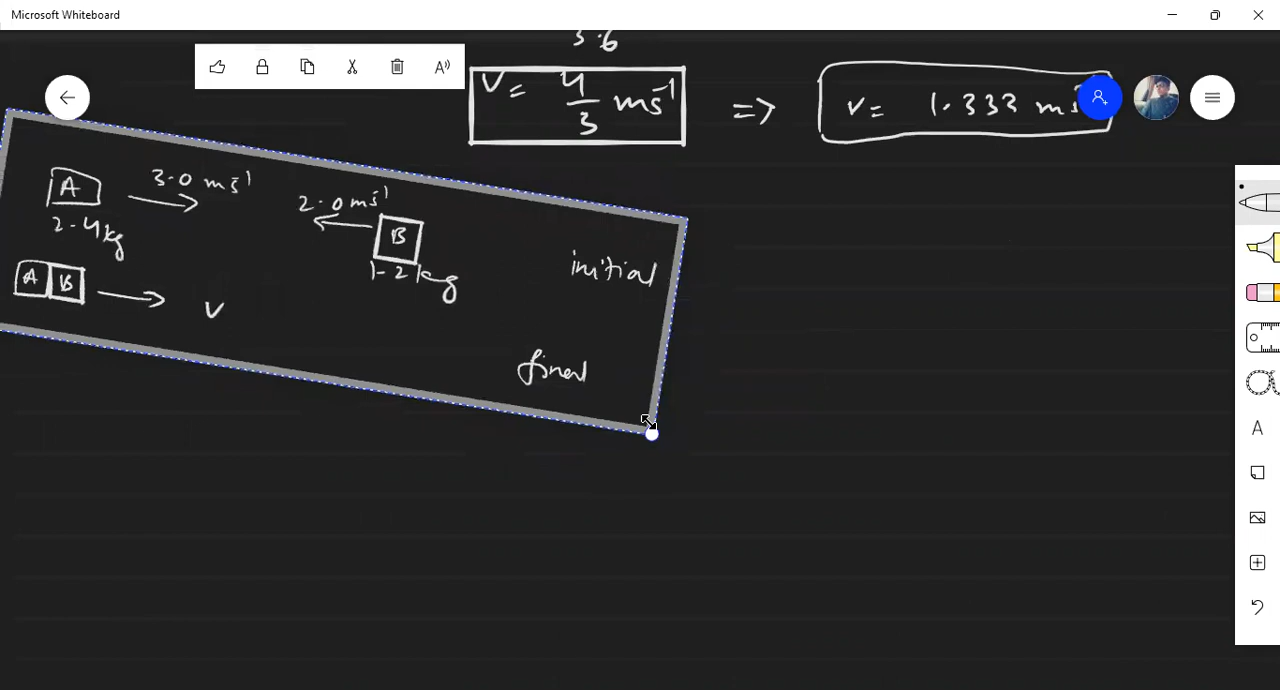 Microsoft Whiteboard
3.6
V = 4/3 ms⁻¹ => v = 1.333 ms
A 3.0 ms⁻¹ 2.0 ms⁻¹ B
2.4 kg 1.2 kg initial
A B V
final
A